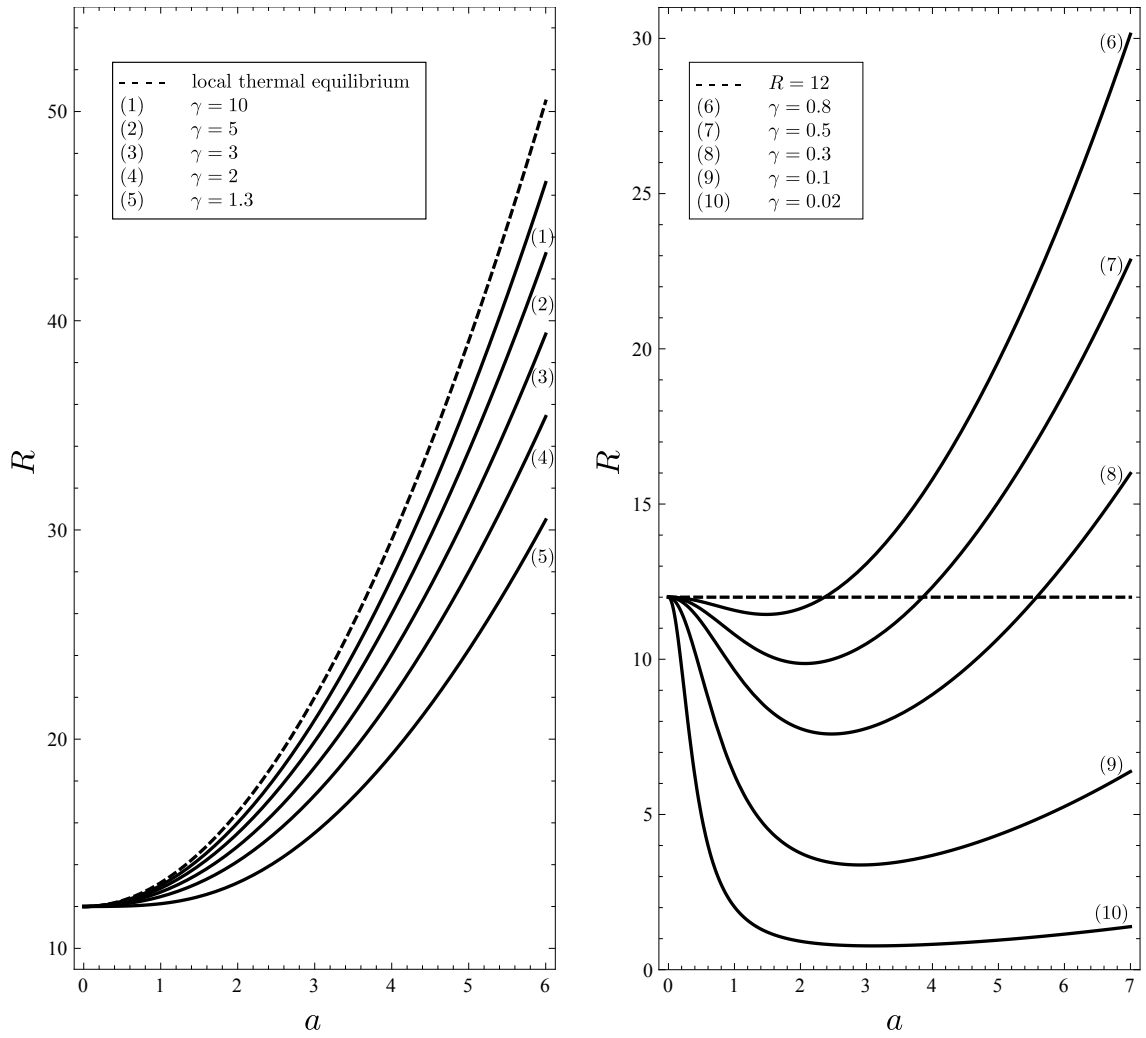 local thermal equilibrium
(1) γ = 10
(2) γ = 5
(3) γ = 3
(4) γ = 2
(5) γ = 1.3
50
40
30
20
10
R
(1)
(2)
(3)
(4)
(5)
0 1 2 3 4 5 6
a
R = 12
(6) γ = 0.8
(7) γ = 0.5
(8) γ = 0.3
(9) γ = 0.1
(10) γ = 0.02
30
25
20
15
10
5
0
R
(6)
(7)
(8)
(9)
(10)
0 1 2 3 4 5 6 7
a